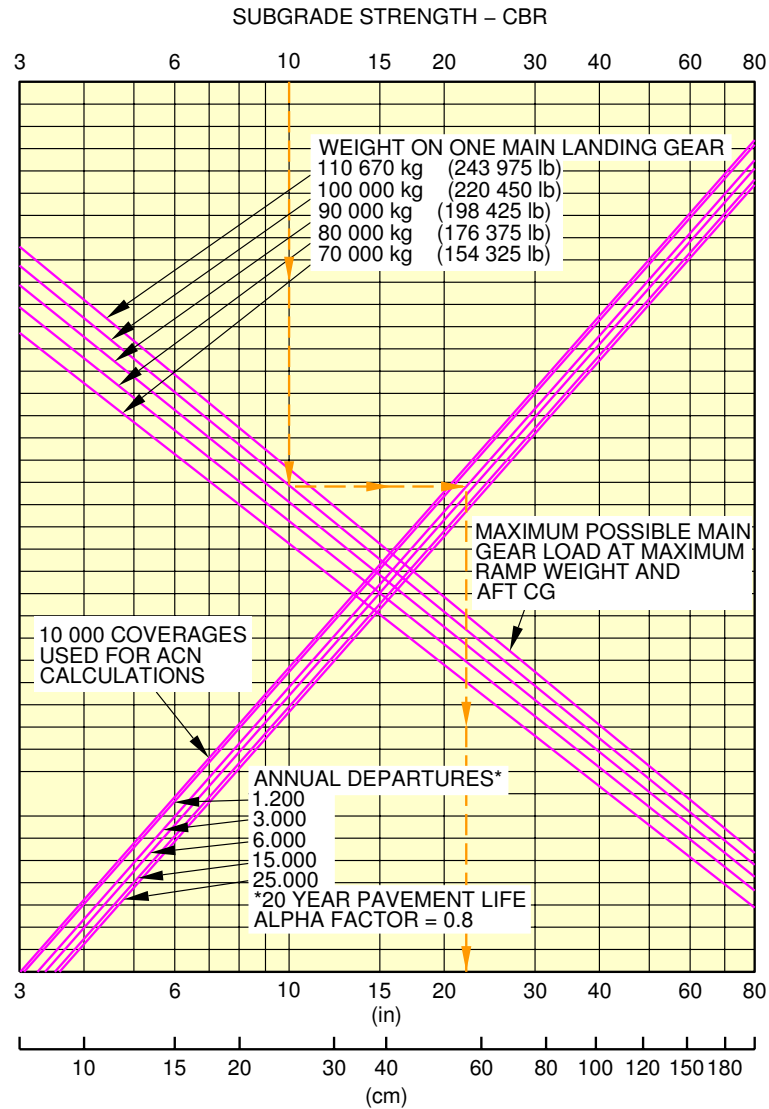 SUBGRADE STRENGTH – CBR
3 6 10 15 20 30 40 60 80
WEIGHT ON ONE MAIN LANDING GEAR
110 670 kg (243 975 lb)
100 000 kg (220 450 lb)
90 000 kg (198 425 lb)
80 000 kg (176 375 lb)
70 000 kg (154 325 lb)
MAXIMUM POSSIBLE MAIN
GEAR LOAD AT MAXIMUM
RAMP WEIGHT AND
AFT CG
10 000 COVERAGES
USED FOR ACN
CALCULATIONS
ANNUAL DEPARTURES*
1.200
3.000
6.000
15.000
25.000
*20 YEAR PAVEMENT LIFE
ALPHA FACTOR = 0.8
3 6 10 15 20 30 40 60 80
(in)
10 15 20 40 60 80 100 120 150 180
(cm)